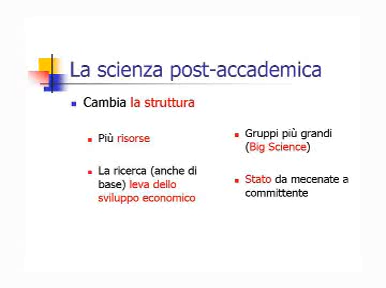 La scienza post-accademica
Cambia la struttura
Più risorse
La ricerca (anche di
base) leva dello
sviluppo economico
Gruppi più grandi
(Big Science)
Stato da mecenate a
committente